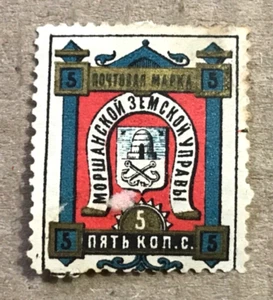 5 ПОЧТОВАЯ МАРКА 5
МОРШАНСКОЙ ЗЕМСКОЙ УПРАВЫ
5
5 ПЯТЬ КОП. С. 5